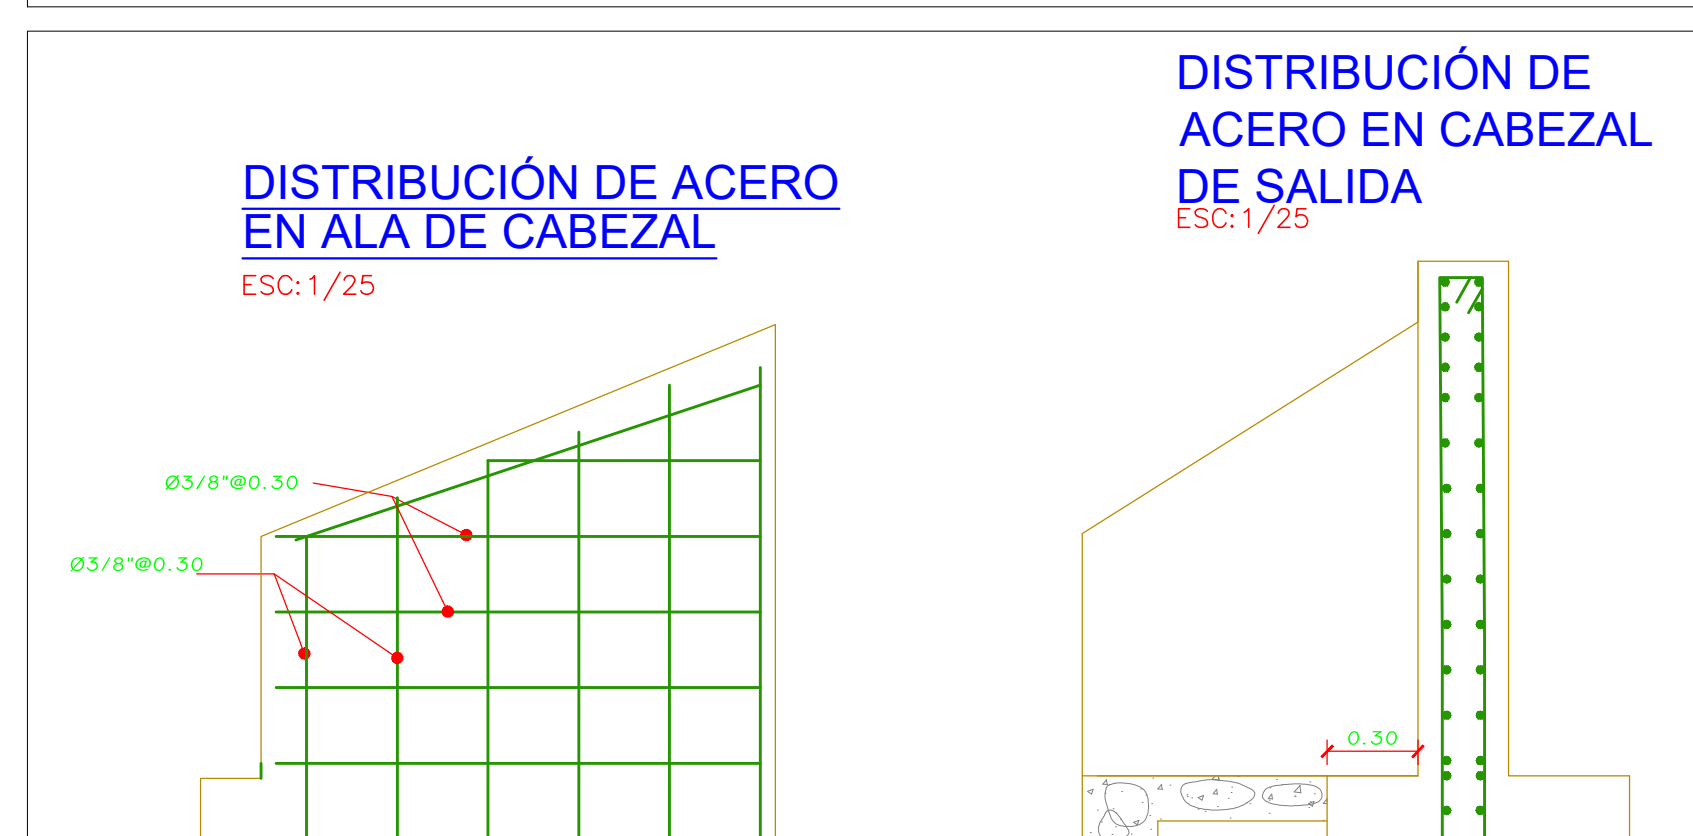 DISTRIBUCIÓN DE ACERO
EN ALA DE CABEZAL
ESC: 1/25
Ø3/8"@0.30
Ø3/8"@0.30
DISTRIBUCIÓN DE
ACERO EN CABEZAL
DE SALIDA
ESC: 1/25
0.30